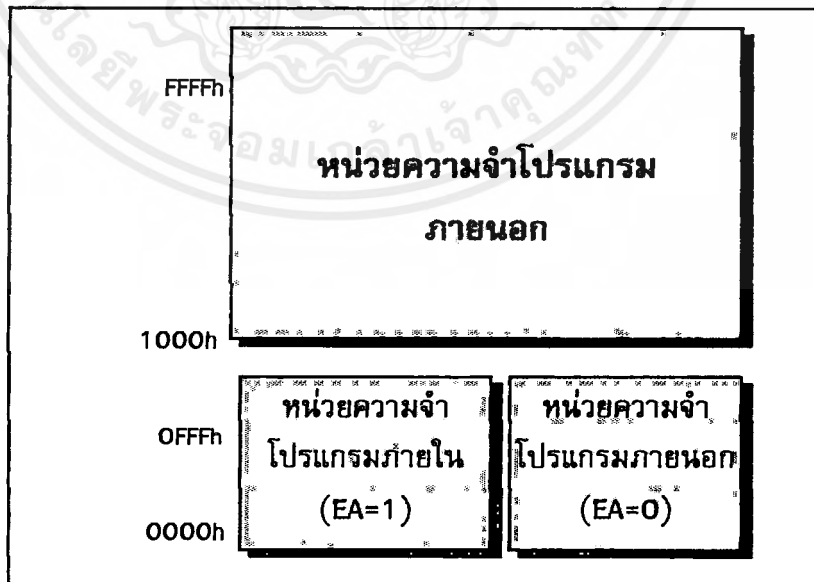 FFFFh
หน่วยความจำโปรแกรม
ภายนอก
1000h
หน่วยความจำ
โปรแกรมภายใน
(EA=1)
หน่วยความจำ
โปรแกรมภายนอก
(EA=0)
0FFFh
0000h